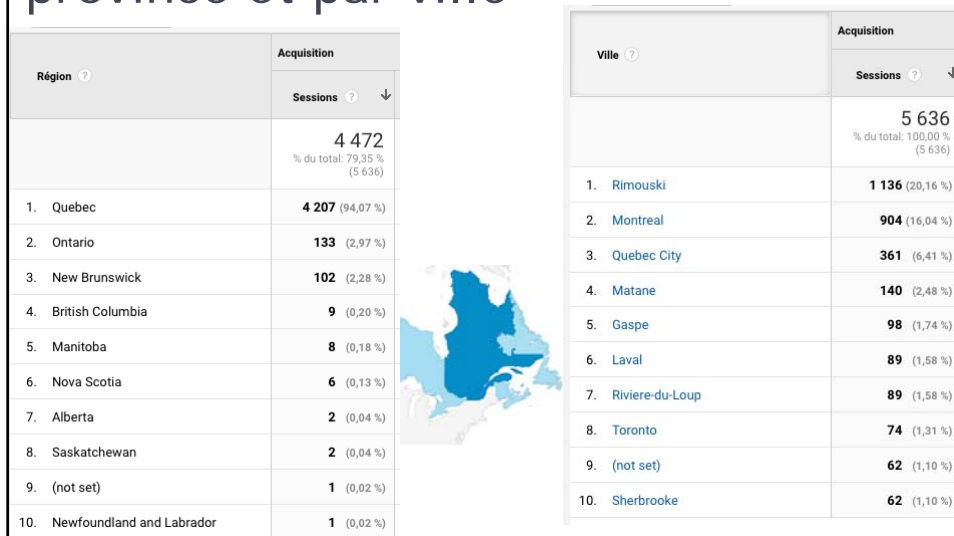 province et par ville
Région ?
Acquisition
Sessions ?
4 472
% du total: 79,35 %
(5 636)
1. Quebec 4 207 (94,07 %)
2. Ontario 133 (2,97 %)
3. New Brunswick 102 (2,28 %)
4. British Columbia 9 (0,20 %)
5. Manitoba 8 (0,18 %)
6. Nova Scotia 6 (0,13 %)
7. Alberta 2 (0,04 %)
8. Saskatchewan 2 (0,04 %)
9. (not set) 1 (0,02 %)
10. Newfoundland and Labrador 1 (0,02 %)
Ville ?
Acquisition
Sessions ?
5 636
% du total: 100,00 %
(5 636)
1. Rimouski 1 136 (20,16 %)
2. Montreal 904 (16,04 %)
3. Quebec City 361 (6,41 %)
4. Matane 140 (2,48 %)
5. Gaspe 98 (1,74 %)
6. Laval 89 (1,58 %)
7. Riviere-du-Loup 89 (1,58 %)
8. Toronto 74 (1,31 %)
9. (not set) 62 (1,10 %)
10. Sherbrooke 62 (1,10 %)